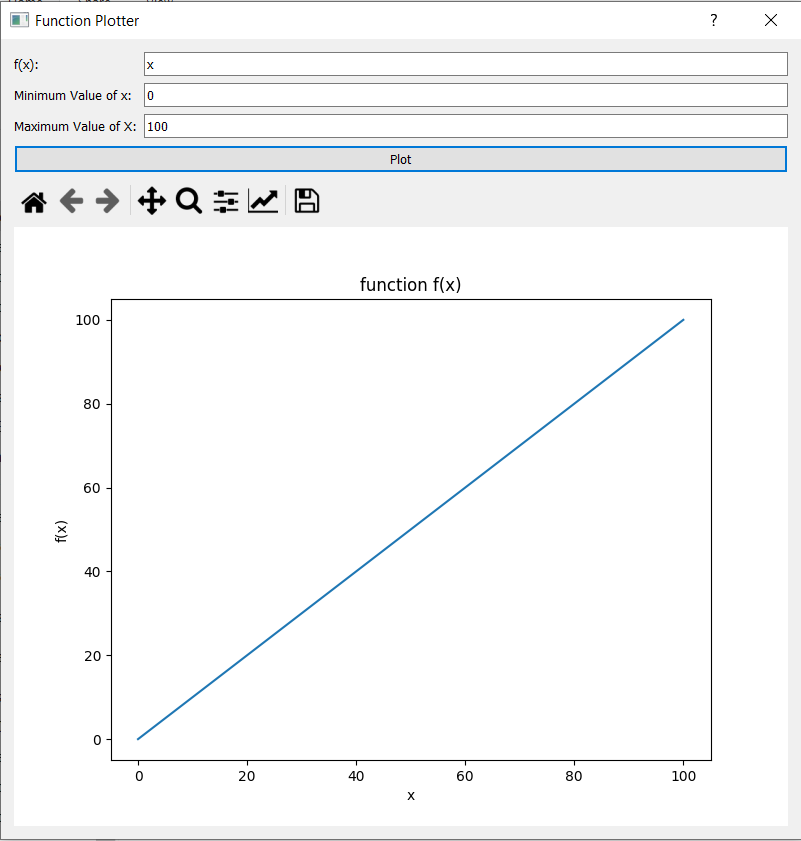 Function Plotter
?
f(x):
x
Minimum Value of x:
0
Maximum Value of X:
100
Plot
function f(x)
100
80
60
40
20
0
f(x)
0 20 40 60 80 100
x